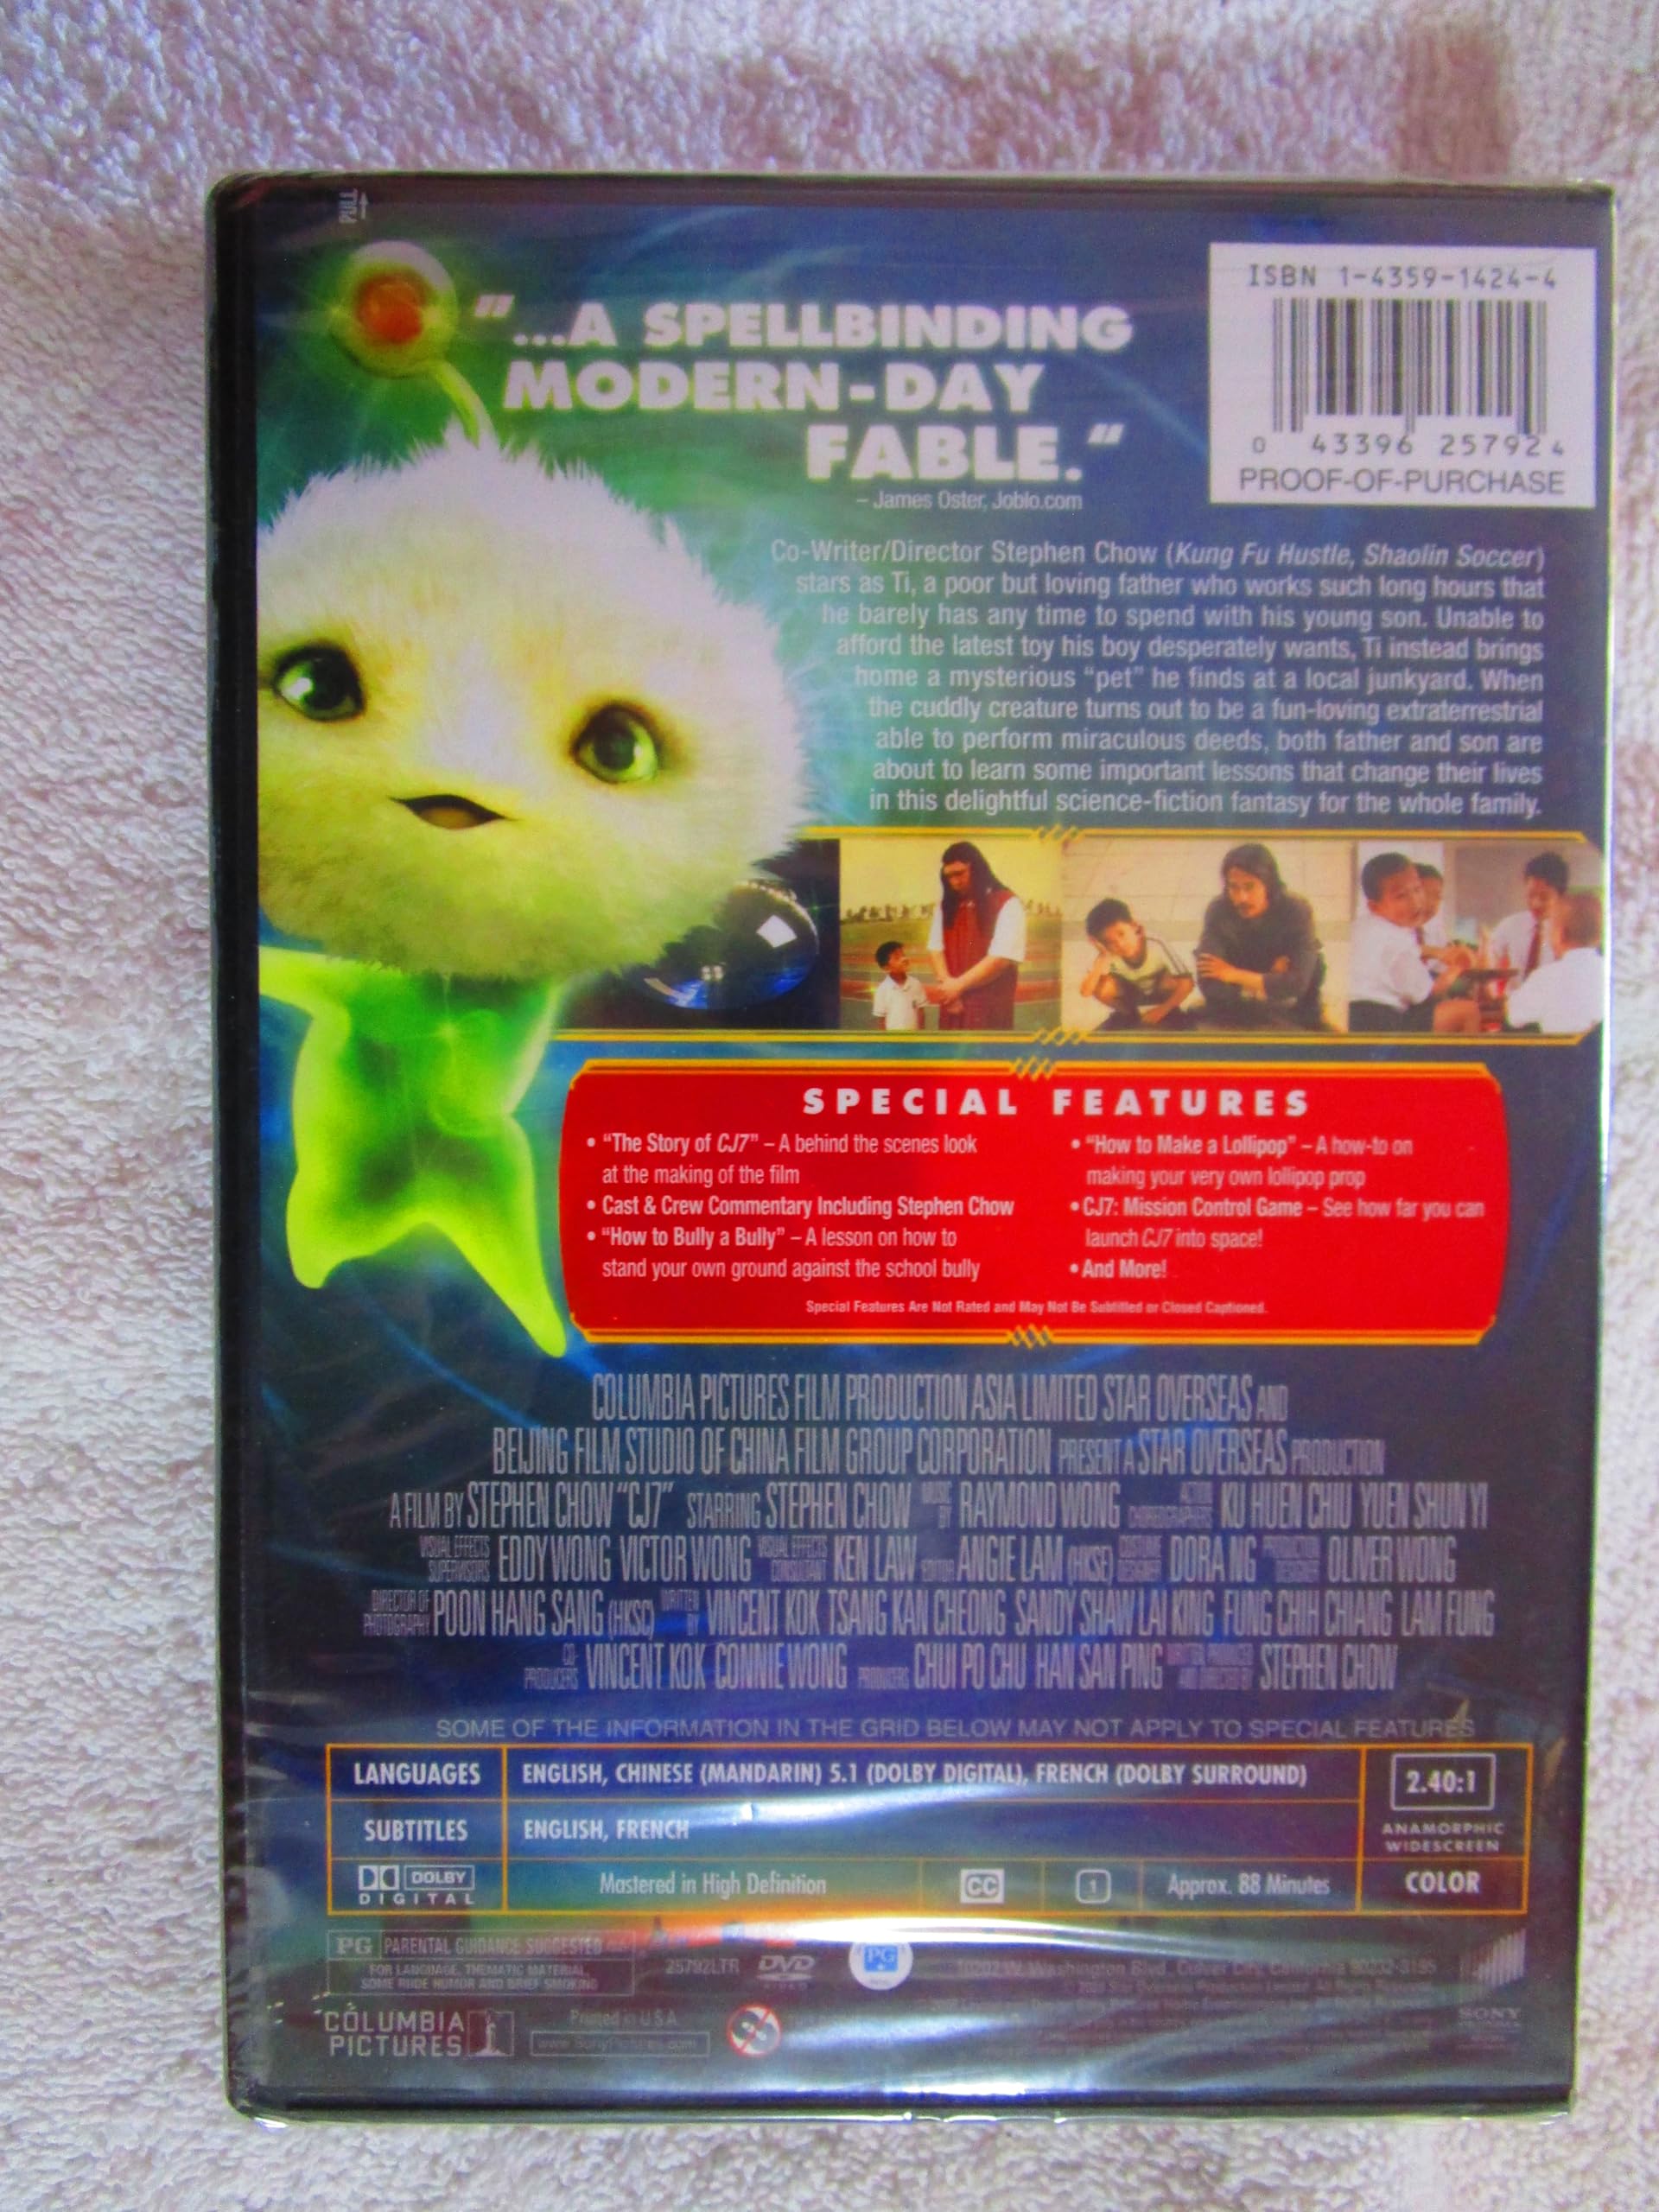 PULL
ISBN 1-4359-1424-4
0 43396 25792 4
PROOF-OF-PURCHASE
"...A SPELLBINDING
MODERN-DAY
FABLE."
– James Oster, Joblo.com
Co-Writer/Director Stephen Chow (Kung Fu Hustle, Shaolin Soccer)
stars as Ti, a poor but loving father who works such long hours that
he barely has any time to spend with his young son. Unable to
afford the latest toy his boy desperately wants, Ti instead brings
home a mysterious "pet" he finds at a local junkyard. When
the cuddly creature turns out to be a fun-loving extraterrestrial
able to perform miraculous deeds, both father and son are
about to learn some important lessons that change their lives
in this delightful science-fiction fantasy for the whole family.
SPECIAL FEATURES
• "The Story of CJ7" – A behind the scenes look
at the making of the film
• Cast & Crew Commentary Including Stephen Chow
• "How to Bully a Bully" – A lesson on how to
stand your own ground against the school bully
• "How to Make a Lollipop" – A how-to on
making your very own lollipop prop
• CJ7: Mission Control Game – See how far you can
launch CJ7 into space!
• And More!
Special Features Are Not Rated and May Not Be Subtitled or Closed Captioned.
COLUMBIA PICTURES FILM PRODUCTION ASIA LIMITED STAR OVERSEAS AND
BEIJING FILM STUDIO OF CHINA FILM GROUP CORPORATION PRESENT A STAR OVERSEAS PRODUCTION
A FILM BY STEPHEN CHOW "CJ7" STARRING STEPHEN CHOW MUSIC BY RAYMOND WONG ACTION CHOREOGRAPHERS KU HUEN CHIU YUEN SHUN YI
VISUAL EFFECTS SUPERVISORS EDDY WONG VICTOR WONG VISUAL EFFECTS CONSULTANT KEN LAW EDITOR ANGIE LAM (HKSE) COSTUME DESIGNER DORA NG PRODUCTION DESIGNER OLIVER WONG
DIRECTOR OF PHOTOGRAPHY POON HANG SANG (HKSC) WRITTEN BY VINCENT KOK TSANG KAN CHEONG SANDY SHAW LAI KING FUNG CHIH CHIANG LAM FUNG
CO-PRODUCERS VINCENT KOK CONNIE WONG PRODUCERS CHUI PO CHU HAN SAN PING WRITTEN, PRODUCED AND DIRECTED BY STEPHEN CHOW
SOME OF THE INFORMATION IN THE GRID BELOW MAY NOT APPLY TO SPECIAL FEATURES
LANGUAGES ENGLISH, CHINESE (MANDARIN) 5.1 (DOLBY DIGITAL), FRENCH (DOLBY SURROUND) 2.40:1
SUBTITLES ENGLISH, FRENCH ANAMORPHIC
WIDESCREEN
DOLBY
DIGITAL
Mastered in High Definition CC 1 Approx. 88 Minutes COLOR
PG PARENTAL GUIDANCE SUGGESTED
FOR LANGUAGE, THEMATIC MATERIAL,
SOME RUDE HUMOR AND BRIEF SMOKING
25792LTR DVD PG
10202 W. Washington Blvd., Culver City, California 90232-3195
COLUMBIA
PICTURES
Printed in U.S.A.
www.SonyPictures.com
SONY